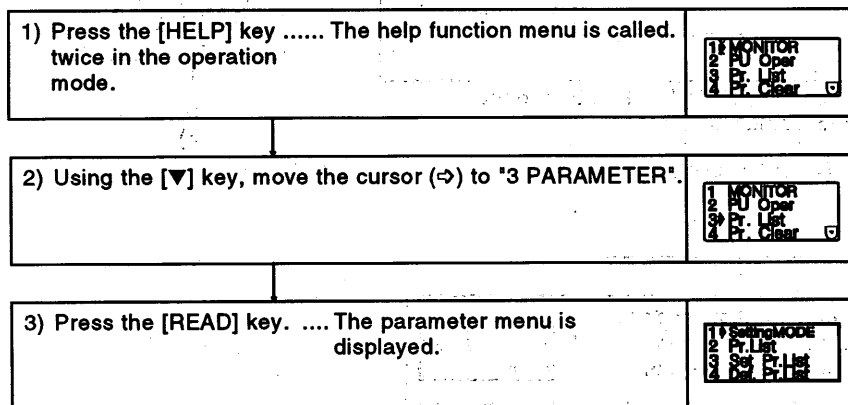 1) Press the [HELP] key ...... The help function menu is called.
twice in the operation
mode.
1 MONITOR
2 PU Oper
3 Pr. List
4 Pr. Clear
2) Using the [▼] key, move the cursor (⇨) to "3 PARAMETER".
1 MONITOR
2 PU Oper
3 Pr. List
4 Pr. Clear
3) Press the [READ] key. .... The parameter menu is
displayed.
1 SettingMODE
2 Pr.List
3 Set Pr.List
4 Def. Pr.List